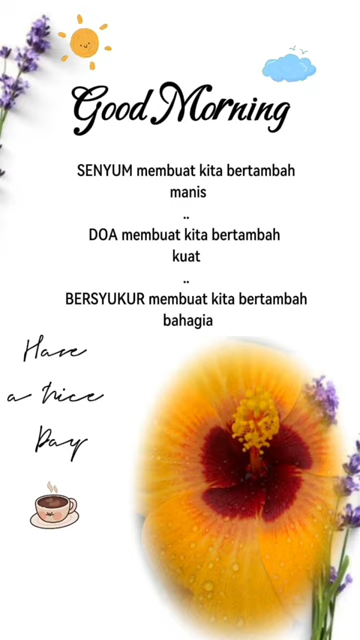 Good Morning
SENYUM membuat kita bertambah
manis
..
DOA membuat kita bertambah
kuat
..
BERSYUKUR membuat kita bertambah
bahagia
Have
a Nice
Day